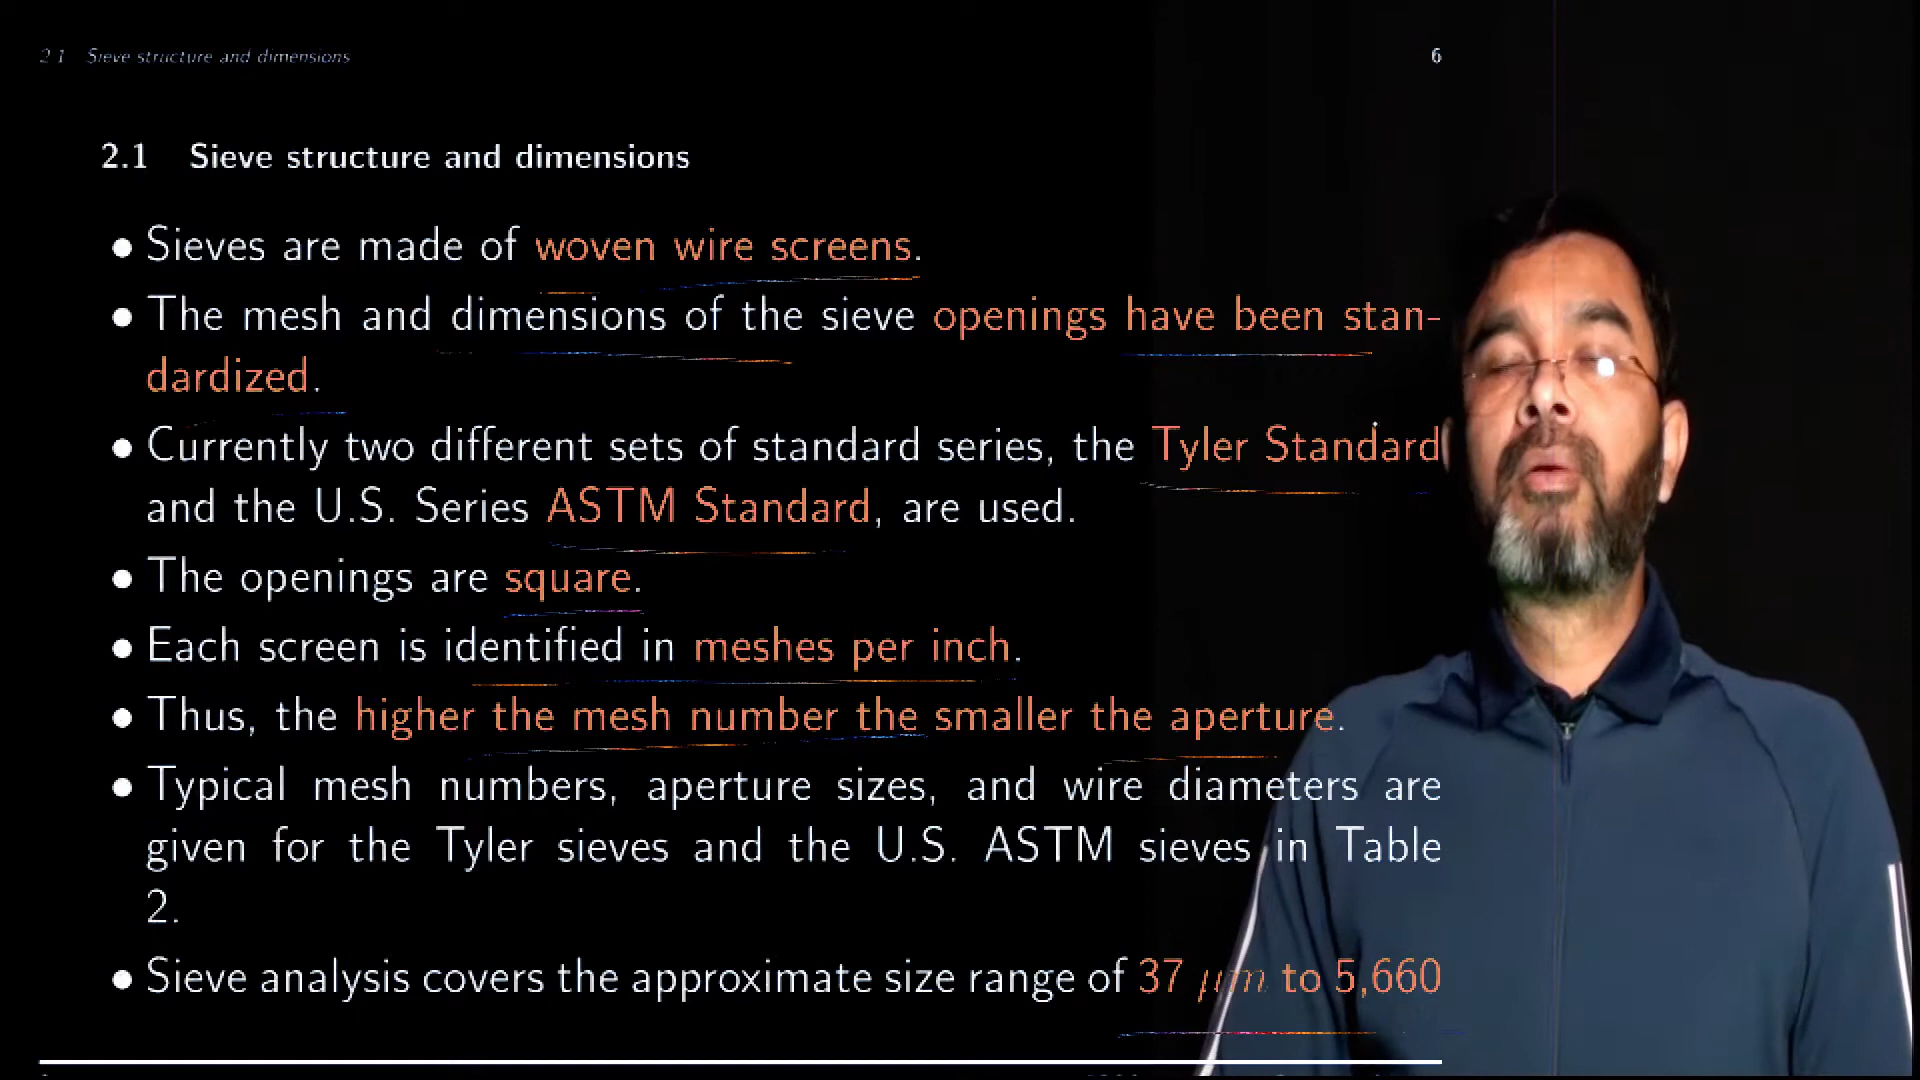 2.1 Sieve structure and dimensions
6
2.1 Sieve structure and dimensions
● Sieves are made of woven wire screens.
● The mesh and dimensions of the sieve openings have been stan-
dardized.
● Currently two different sets of standard series, the Tyler Standard
and the U.S. Series ASTM Standard, are used.
● The openings are square.
● Each screen is identified in meshes per inch.
● Thus, the higher the mesh number the smaller the aperture.
● Typical mesh numbers, aperture sizes, and wire diameters are
given for the Tyler sieves and the U.S. ASTM sieves in Table
2.
● Sieve analysis covers the approximate size range of 37 μm to 5,660